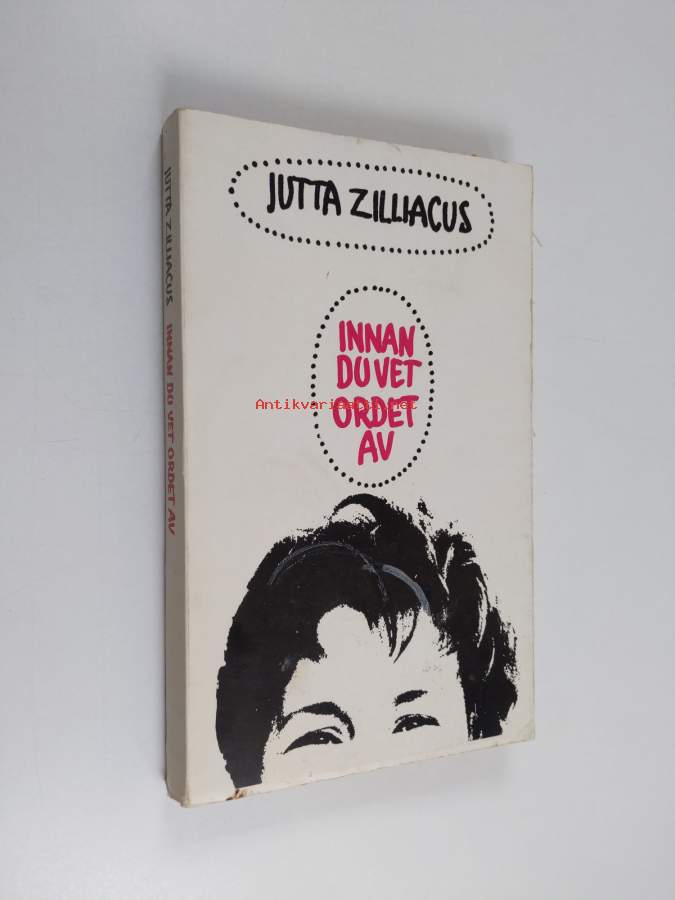 JUTTA ZILLIACUS
INNAN
DU VET
ORDET
AV
Antikvariaatti.net
JUTTA ZILLIACUS INNAN DU VET ORDET AV